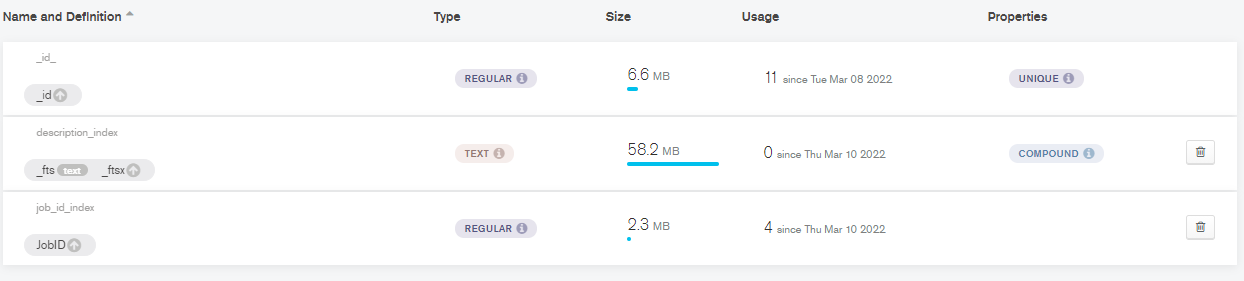 Name and Definition Type Size Usage Properties
_id_
REGULAR 6.6 MB 11 since Tue Mar 08 2022 UNIQUE
_id
description_index
TEXT 58.2 MB 0 since Thu Mar 10 2022 COMPOUND
_fts text _ftsx
job_id_index
REGULAR 2.3 MB 4 since Thu Mar 10 2022
JobID